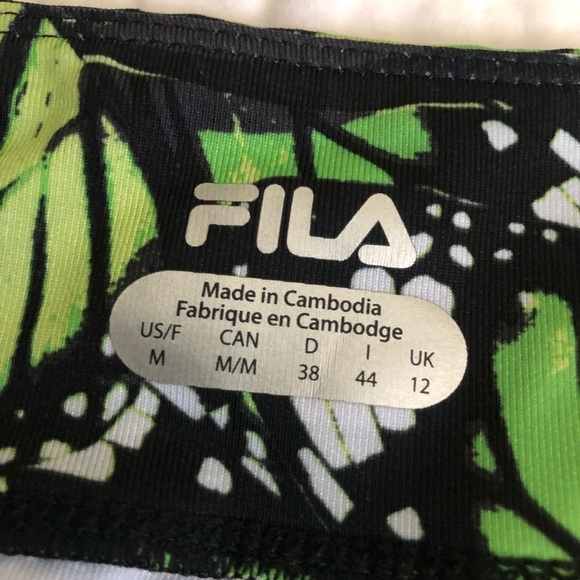 FILA
Made in Cambodia
Fabrique en Cambodge
US/F CAN D I UK
M M/M 38 44 12